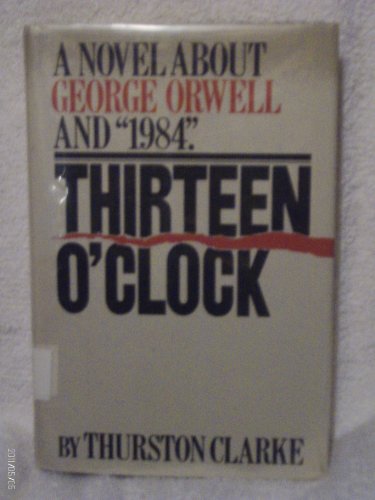 A NOVEL ABOUT
GEORGE ORWELL
AND "1984".
THIRTEEN
O'CLOCK
BY THURSTON CLARKE